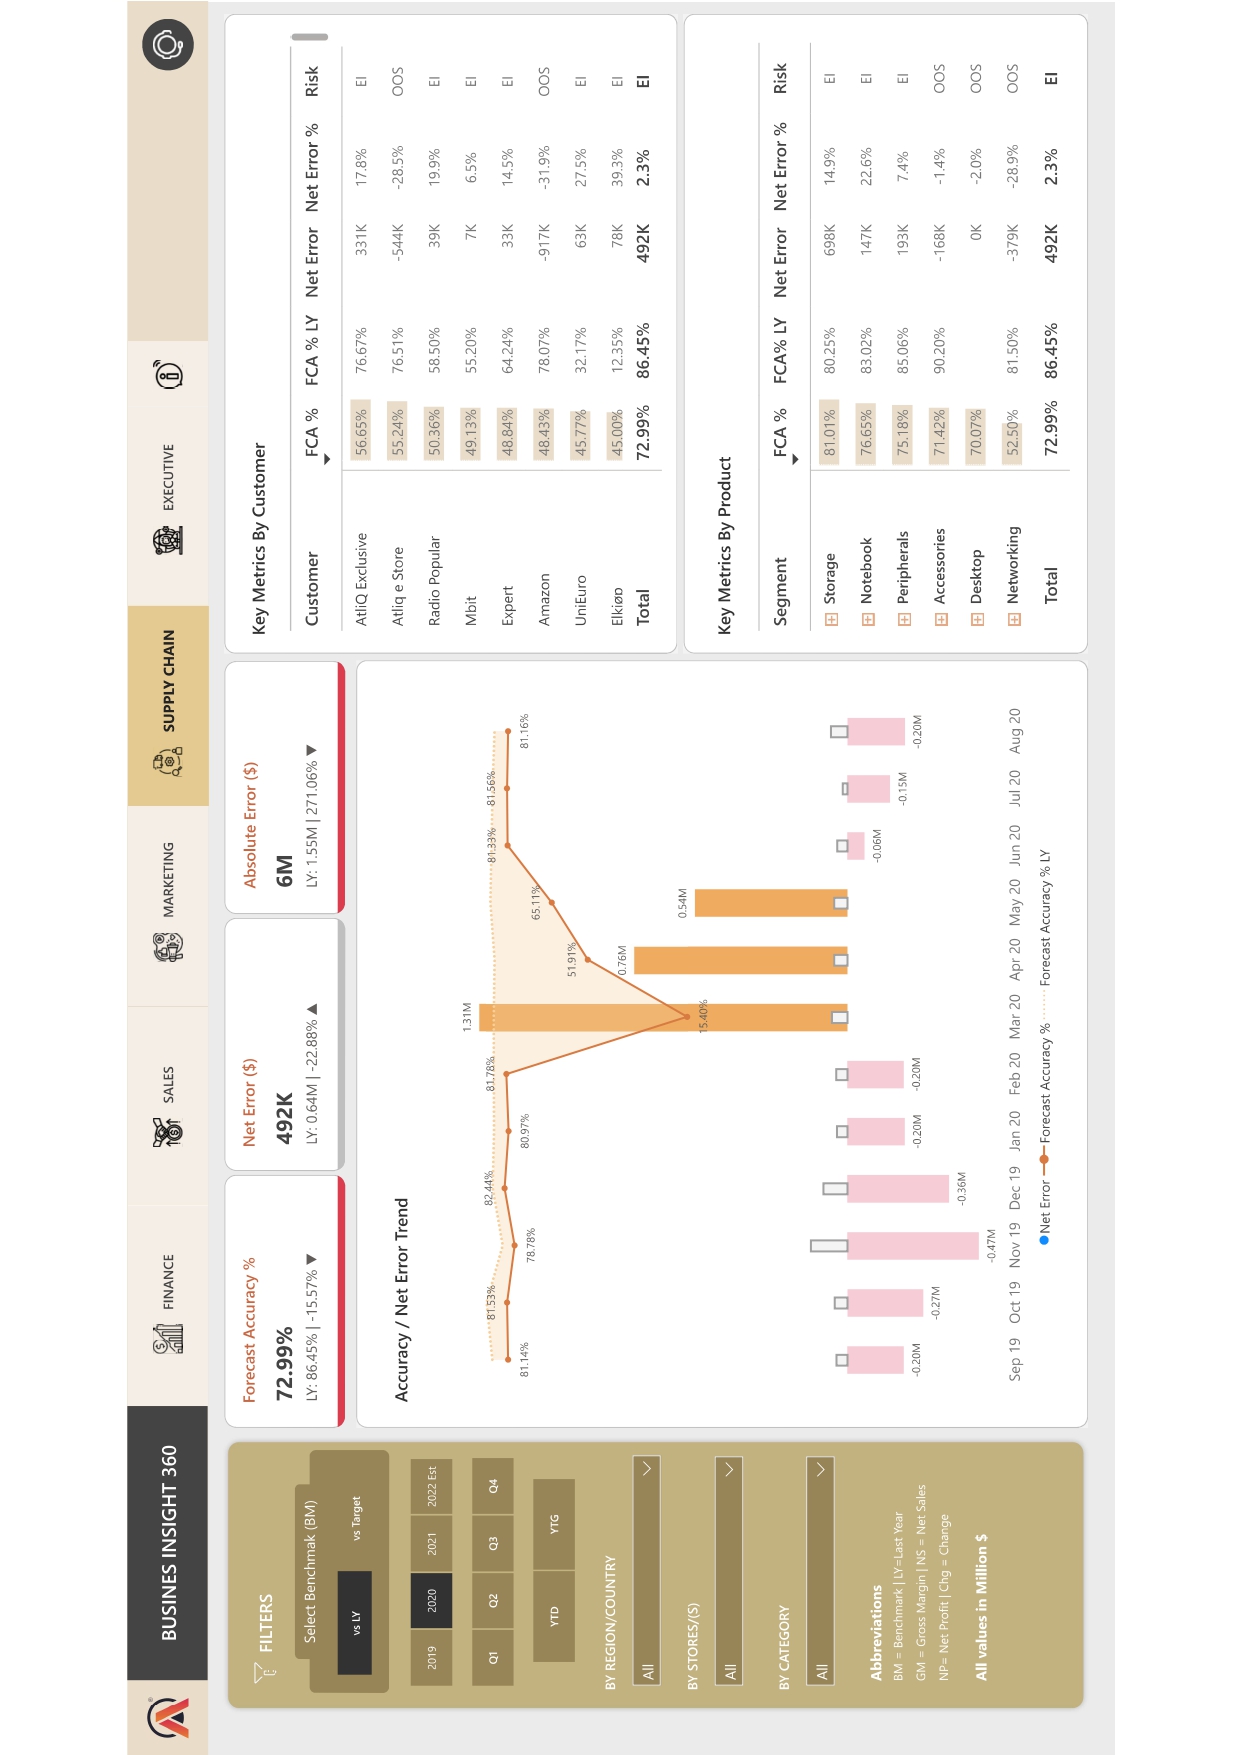 BUSINES INSIGHT 360
FINANCE
SALES
MARKETING
SUPPLY CHAIN
EXECUTIVE
FILTERS
Select Benchmak (BM)
vs LY vs Target
2019 2020 2021 2022 Est
Q1 Q2 Q3 Q4
YTD YTG
BY REGION/COUNTRY
All
BY STORES/(S)
All
BY CATEGORY
All
Abbreviations
BM = Benchmark | LY=Last Year
GM = Gross Margin | NS = Net Sales
NP= Net Profit | Chg = Change
All values in Million $
Forecast Accuracy %
72.99%
LY: 86.45% | -15.57% ▼
Net Error ($)
492K
LY: 0.64M | -22.88% ▲
Absolute Error ($)
6M
LY: 1.55M | 271.06% ▼
Accuracy / Net Error Trend
1.31M
81.53% 82.44% 81.78% 81.33% 81.56%
81.14% 78.78% 80.97% 81.16%
65.11%
51.91%
0.76M
0.54M
15.40%
-0.06M
-0.15M
-0.20M -0.20M -0.20M -0.20M
-0.27M
-0.36M
-0.47M
Sep 19 Oct 19 Nov 19 Dec 19 Jan 20 Feb 20 Mar 20 Apr 20 May 20 Jun 20 Jul 20 Aug 20
Net Error Forecast Accuracy % Forecast Accuracy % LY
Key Metrics By Customer
Customer FCA % FCA % LY Net Error Net Error % Risk
AtliQ Exclusive 56.65% 76.67% 331K 17.8% EI
Atliq e Store 55.24% 76.51% -544K -28.5% OOS
Radio Popular 50.36% 58.50% 39K 19.9% EI
Mbit 49.13% 55.20% 7K 6.5% EI
Expert 48.84% 64.24% 33K 14.5% EI
Amazon 48.43% 78.07% -917K -31.9% OOS
UniEuro 45.77% 32.17% 63K 27.5% EI
Elkjøp 45.00% 12.35% 78K 39.3% EI
Total 72.99% 86.45% 492K 2.3% EI
Key Metrics By Product
Segment FCA % FCA% LY Net Error Net Error % Risk
Storage 81.01% 80.25% 698K 14.9% EI
Notebook 76.65% 83.02% 147K 22.6% EI
Peripherals 75.18% 85.06% 193K 7.4% EI
Accessories 71.42% 90.20% -168K -1.4% OOS
Desktop 70.07% 0K -2.0% OOS
Networking 52.50% 81.50% -379K -28.9% OOS
Total 72.99% 86.45% 492K 2.3% EI